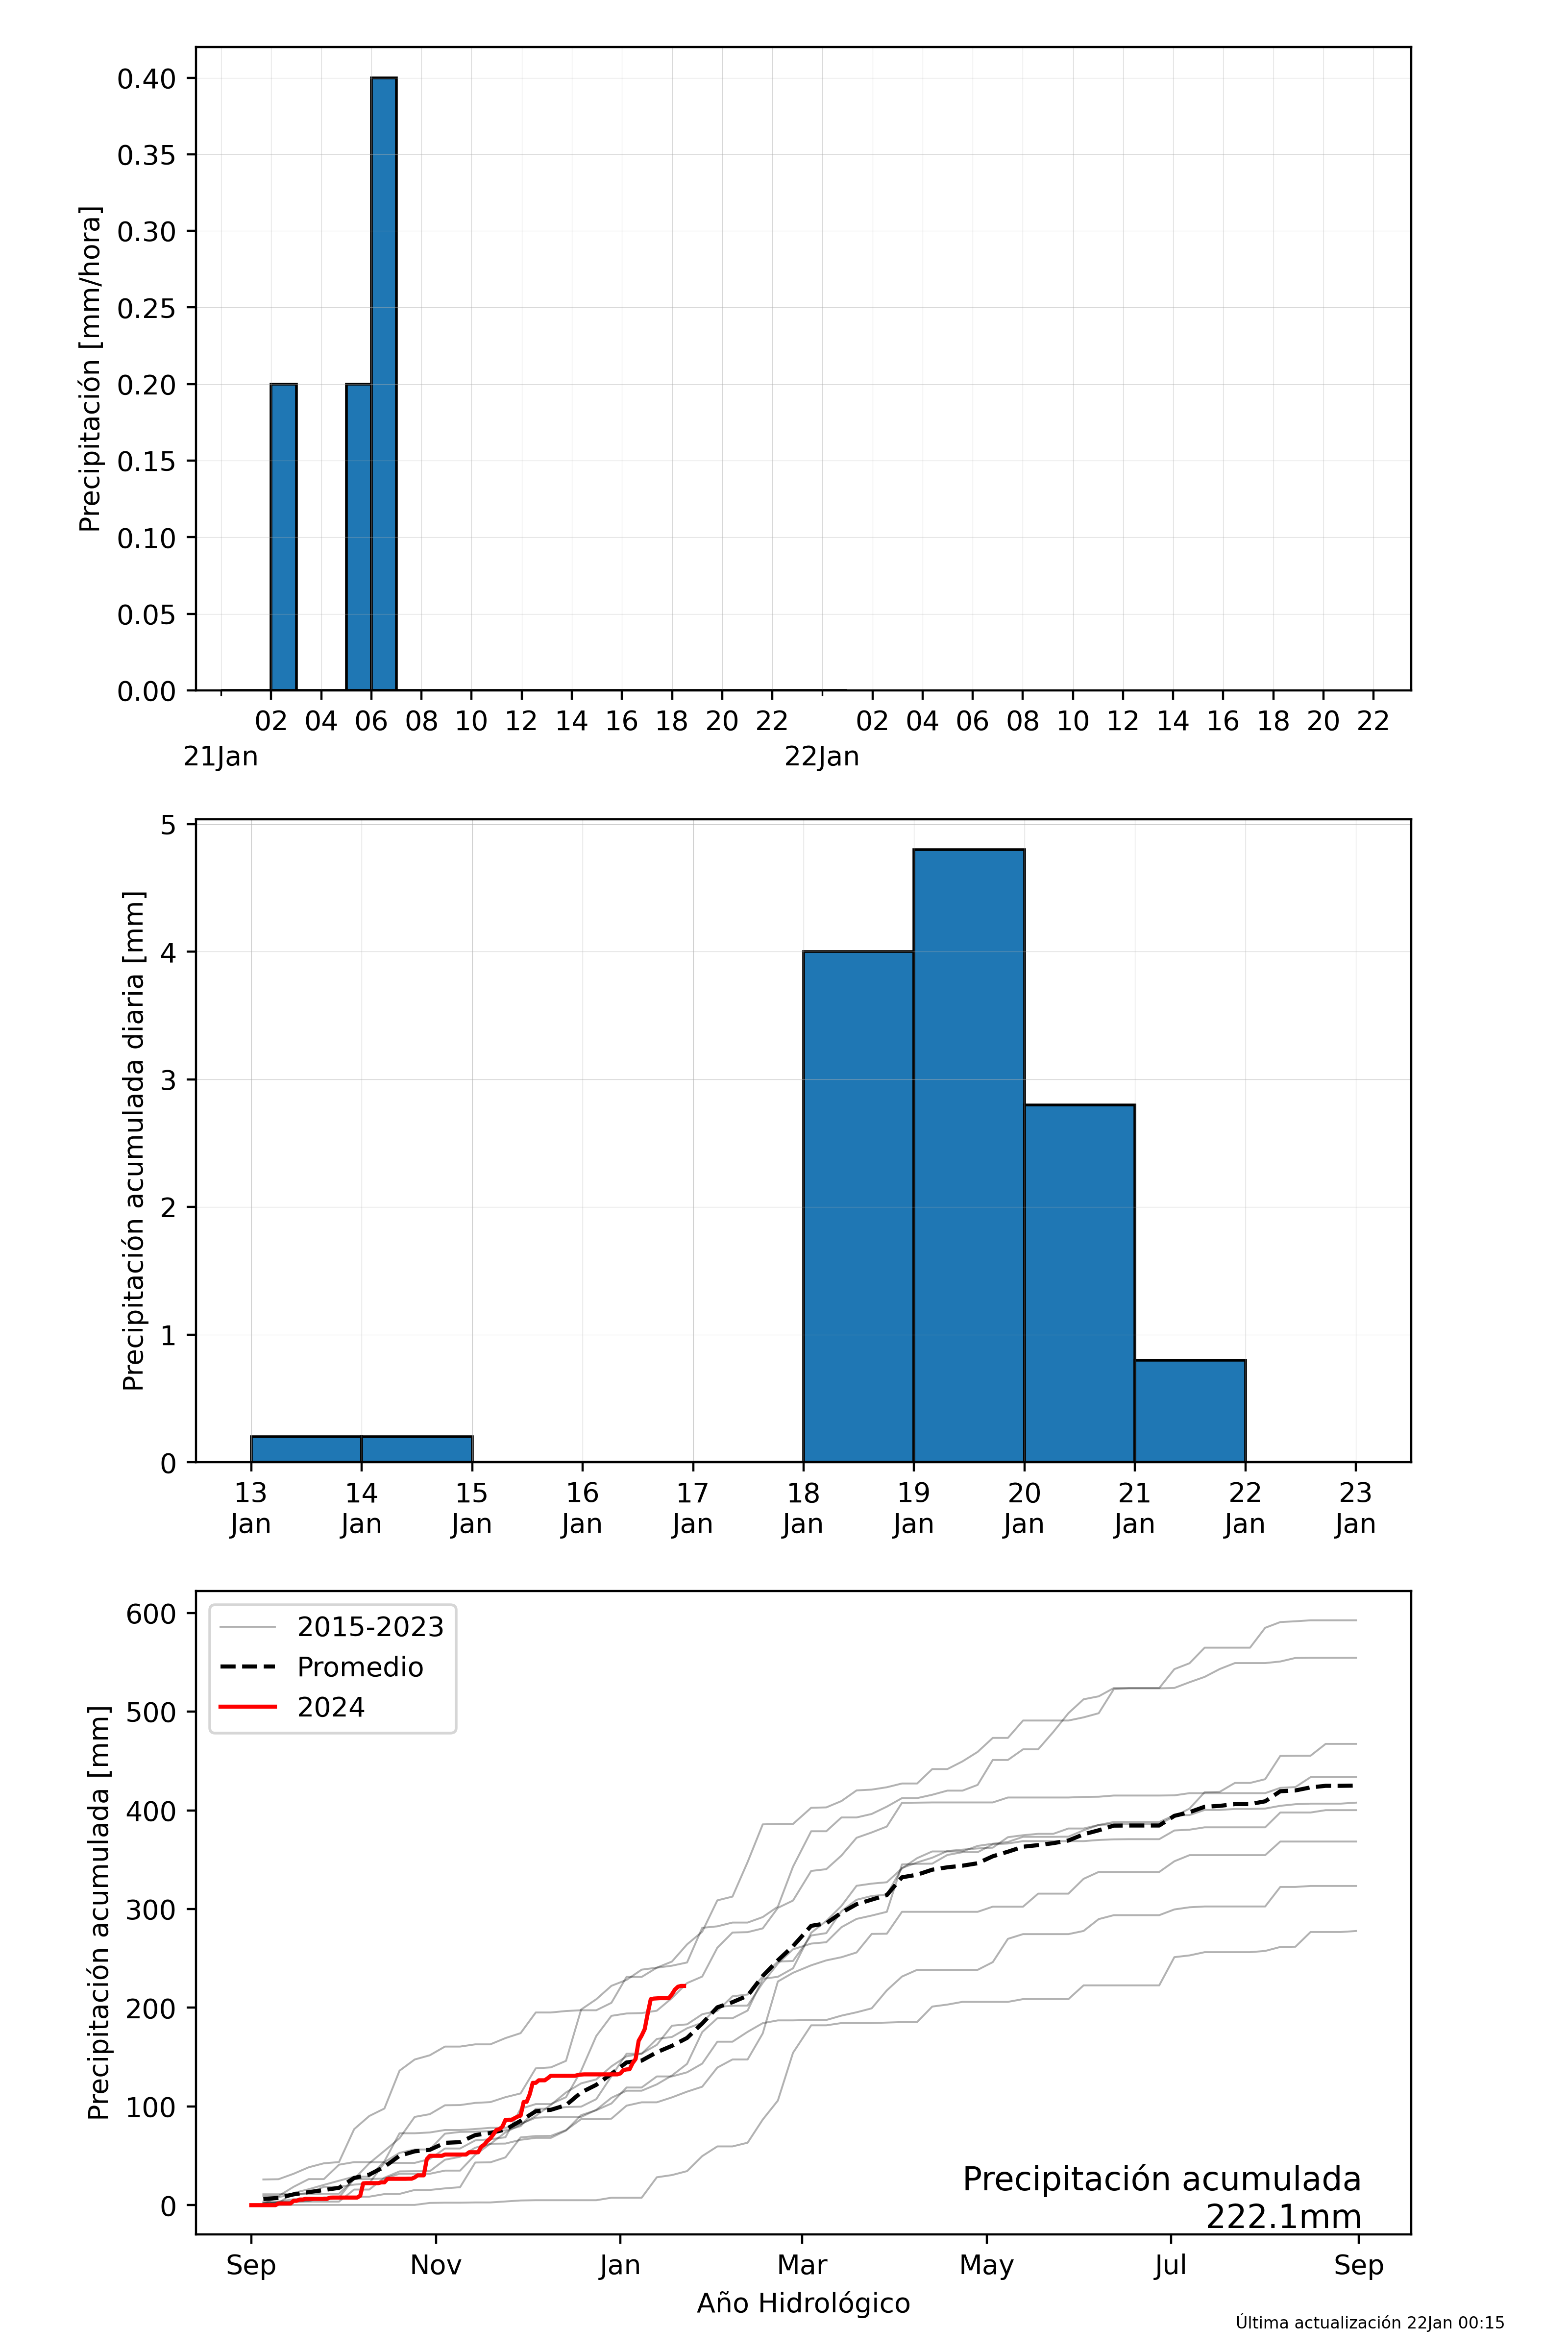 0.40
0.35
0.30
0.25
0.20
0.15
0.10
0.05
0.00
Precipitación [mm/hora]
02 04 06 08 10 12 14 16 18 20 22 02 04 06 08 10 12 14 16 18 20 22
21Jan 22Jan
5
4
3
2
1
0
Precipitación acumulada diaria [mm]
13 14 15 16 17 18 19 20 21 22 23
Jan Jan Jan Jan Jan Jan Jan Jan Jan Jan Jan
600
500
400
300
200
100
0
Precipitación acumulada [mm]
2015-2023
Promedio
2024
Precipitación acumulada
222.1mm
Sep Nov Jan Mar May Jul Sep
Año Hidrológico
Última actualización 22Jan 00:15